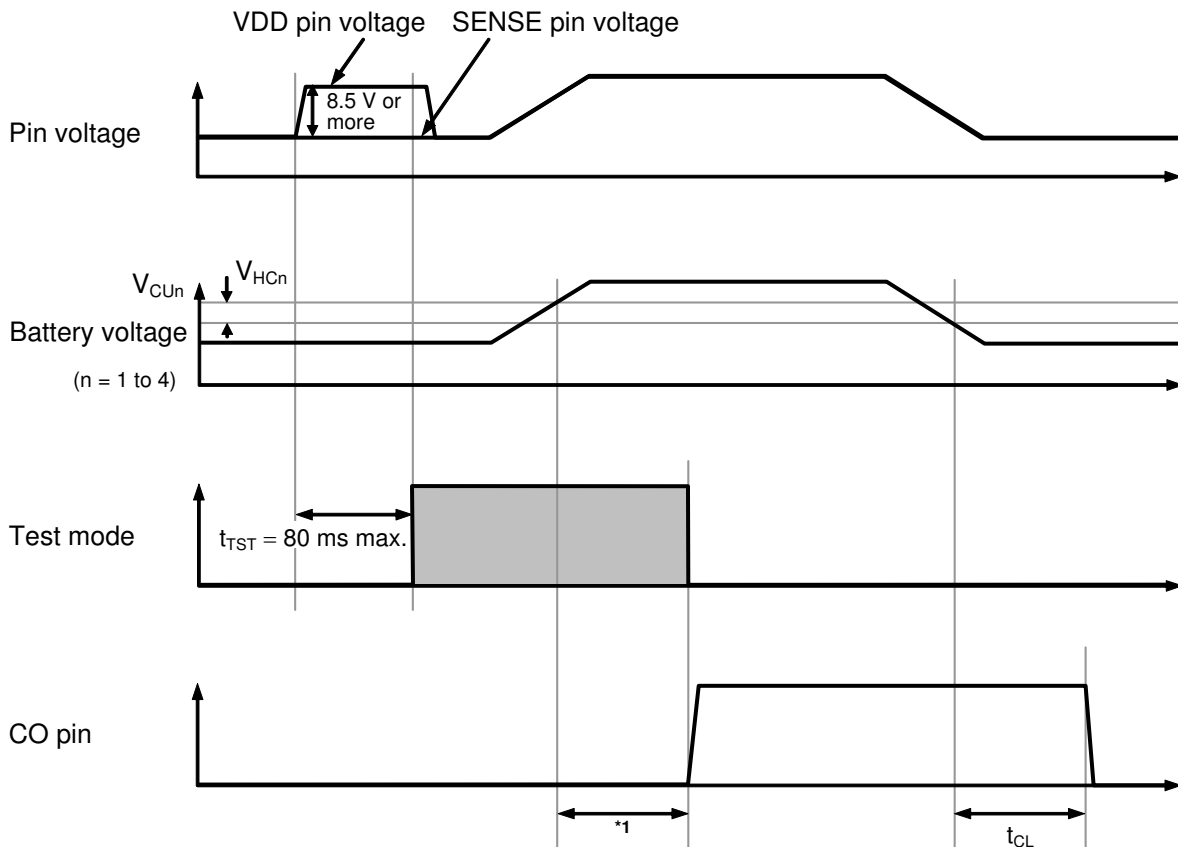 VDD pin voltage
SENSE pin voltage
8.5 V or
more
Pin voltage
VCUn
VHCn
Battery voltage
(n = 1 to 4)
Test mode
tTST = 80 ms max.
CO pin
*1
tCL